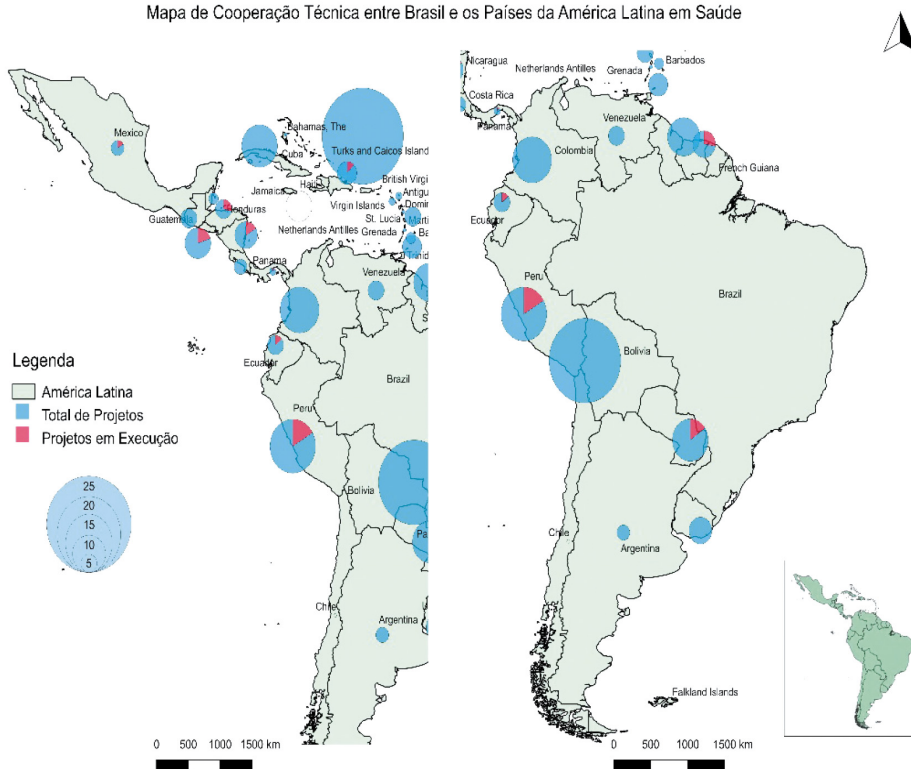 Mapa de Cooperação Técnica entre Brasil e os Países da América Latina em Saúde
Mexico
Bahamas, The
Cuba
Turks and Caicos Island
Haiti
Jamaica
British Virgi
Antigu
Virgin Islands
Domi
St. Lucia
Marti
Netherlands Antilles
Grenada
Ba
Trinid
Guatemala
Honduras
Panama
Venezuela
S
Ecuador
Brazil
Peru
Bolivia
Pa
Chile
Argentina
U
Legenda
América Latina
Total de Projetos
Projetos em Execução
25
20
15
10
5
0 500 1000 1500 km
Nicaragua
Netherlands Antilles
Barbados
Grenada
Costa Rica
Panama
Venezuela
Colombia
French Guiana
Ecuador
Peru
Brazil
Bolivia
Chile
Argentina
Falkland Islands
0 500 1000 1500 km